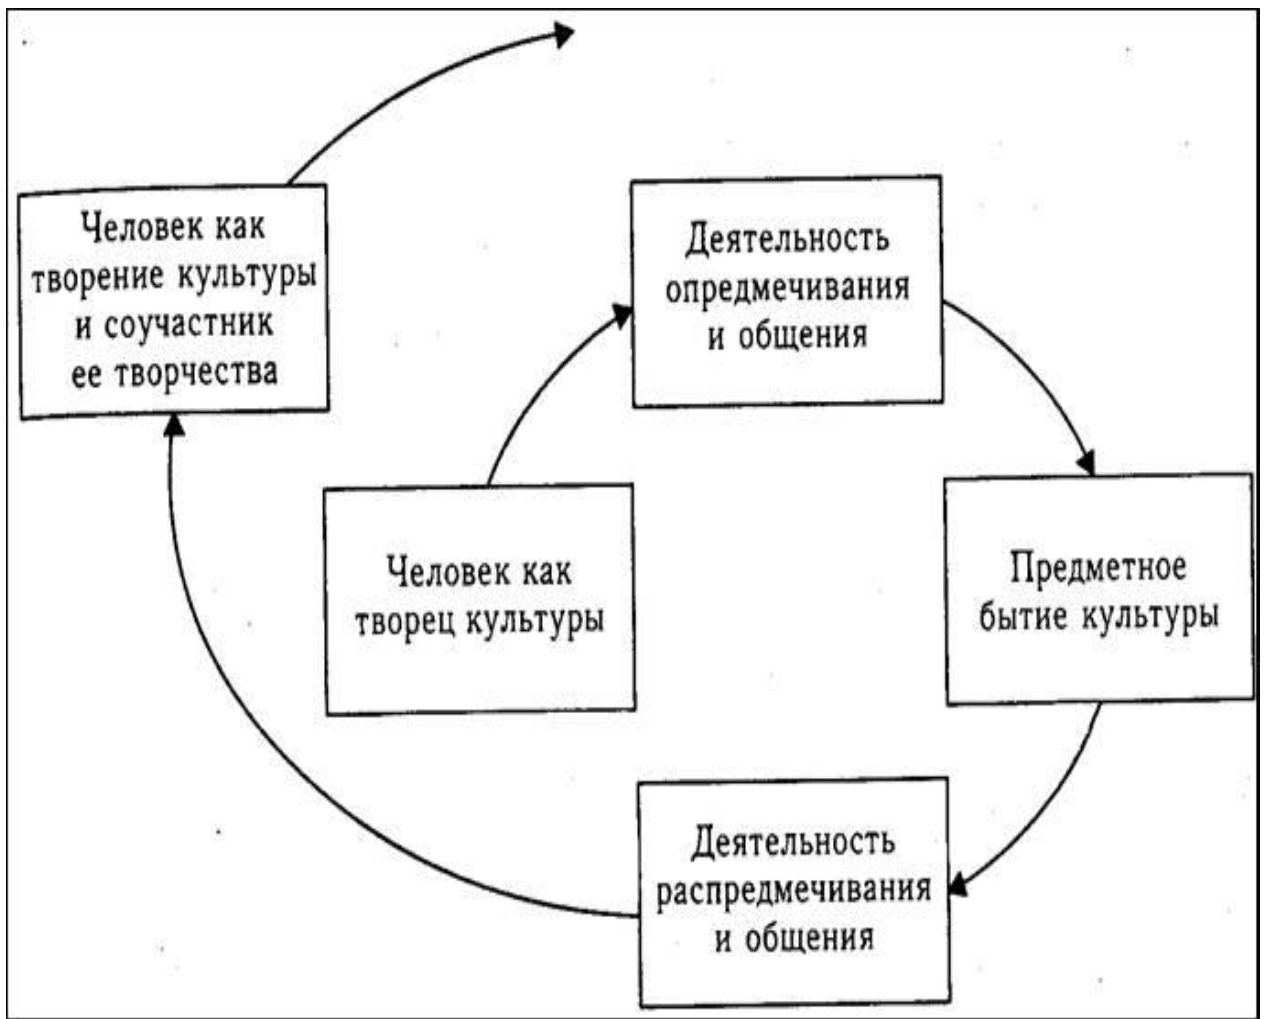 Человек как
творение культуры
и соучастник
ее творчества
Деятельность
опредмечивания
и общения
Человек как
творец культуры
Предметное
бытие культуры
Деятельность
распредмечивания
и общения